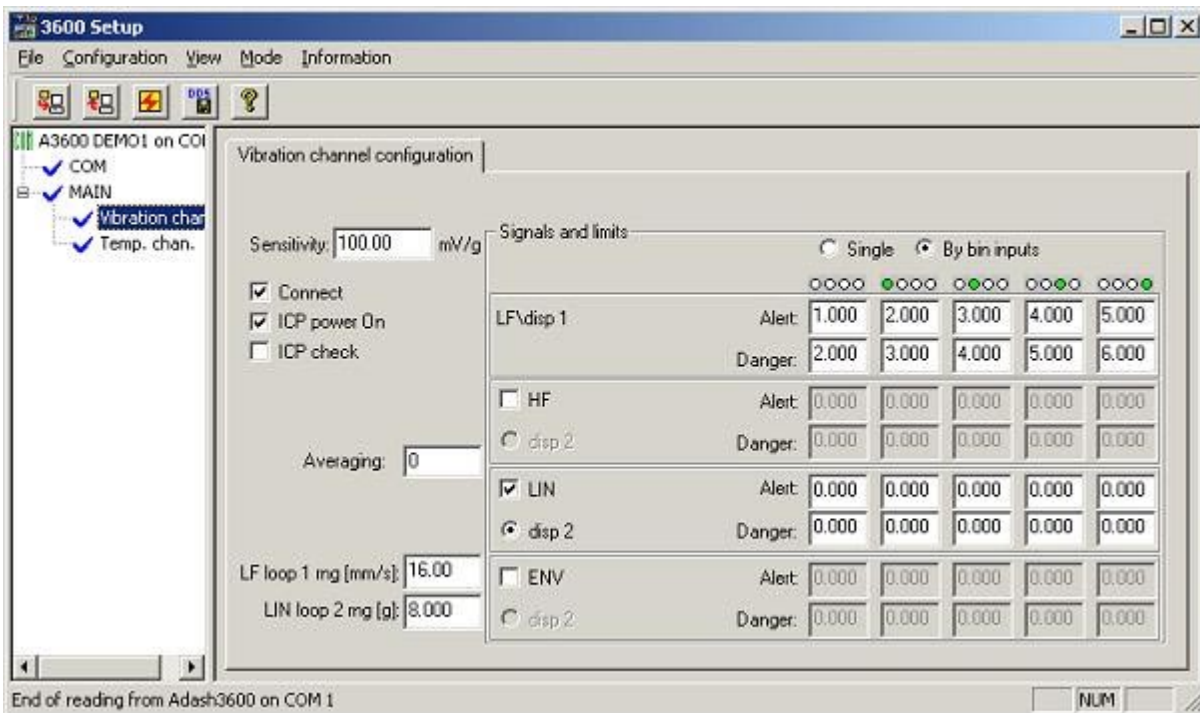 3600 Setup
File Configuration View Mode Information
DDS
?
A3600 DEMO1 on CO
COM
MAIN
Vibration char
Temp. chan.
Vibration channel configuration
Sensitivity: 100.00 mV/g
Connect
ICP power On
ICP check
Averaging: 0
LF loop 1 rng [mm/s]: 16.00
LIN loop 2 rng [g]: 8.000
Signals and limits
Single By bin inputs
LF\disp 1 Alert: 1.000 2.000 3.000 4.000 5.000
Danger: 2.000 3.000 4.000 5.000 6.000
HF Alert: 0.000 0.000 0.000 0.000 0.000
disp 2 Danger: 0.000 0.000 0.000 0.000 0.000
LIN Alert: 0.000 0.000 0.000 0.000 0.000
disp 2 Danger: 0.000 0.000 0.000 0.000 0.000
ENV Alert: 0.000 0.000 0.000 0.000 0.000
disp 2 Danger: 0.000 0.000 0.000 0.000 0.000
End of reading from Adash3600 on COM 1 NUM